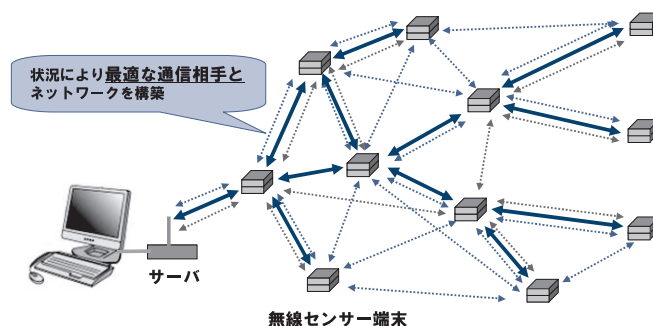 状況により最適な通信相手と
ネットワークを構築
サーバ
無線センサー端末